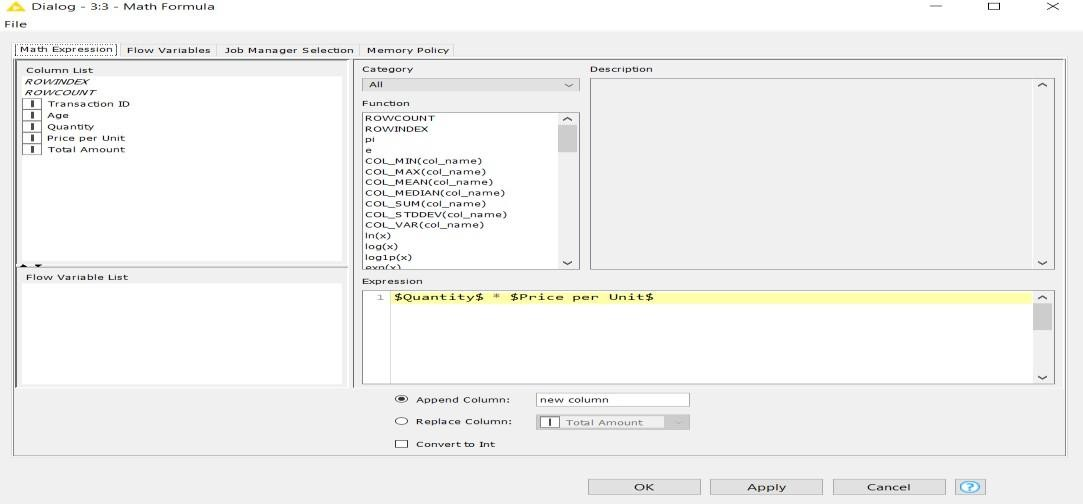 Dialog - 3:3 - Math Formula
File
Math Expression Flow Variables Job Manager Selection Memory Policy
Column List
ROWINDEX
ROWCOUNT
I Transaction ID
I Age
I Quantity
I Price per Unit
I Total Amount
Flow Variable List
Category
All
Function
ROWCOUNT
ROWINDEX
pi
e
COL_MIN(col_name)
COL_MAX(col_name)
COL_MEAN(col_name)
COL_MEDIAN(col_name)
COL_SUM(col_name)
COL_STDDEV(col_name)
COL_VAR(col_name)
ln(x)
log(x)
log1p(x)
exp(x)
Description
Expression
1 $Quantity$ * $Price per Unit$
Append Column: new column
Replace Column: I Total Amount
Convert to Int
OK Apply Cancel ?